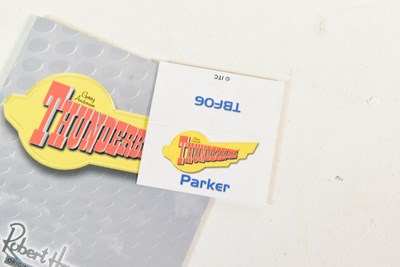 Gerry
Anderson
THUNDERB
© ITC
TBF06
THUNDERBIRDS
Parker
Robert H